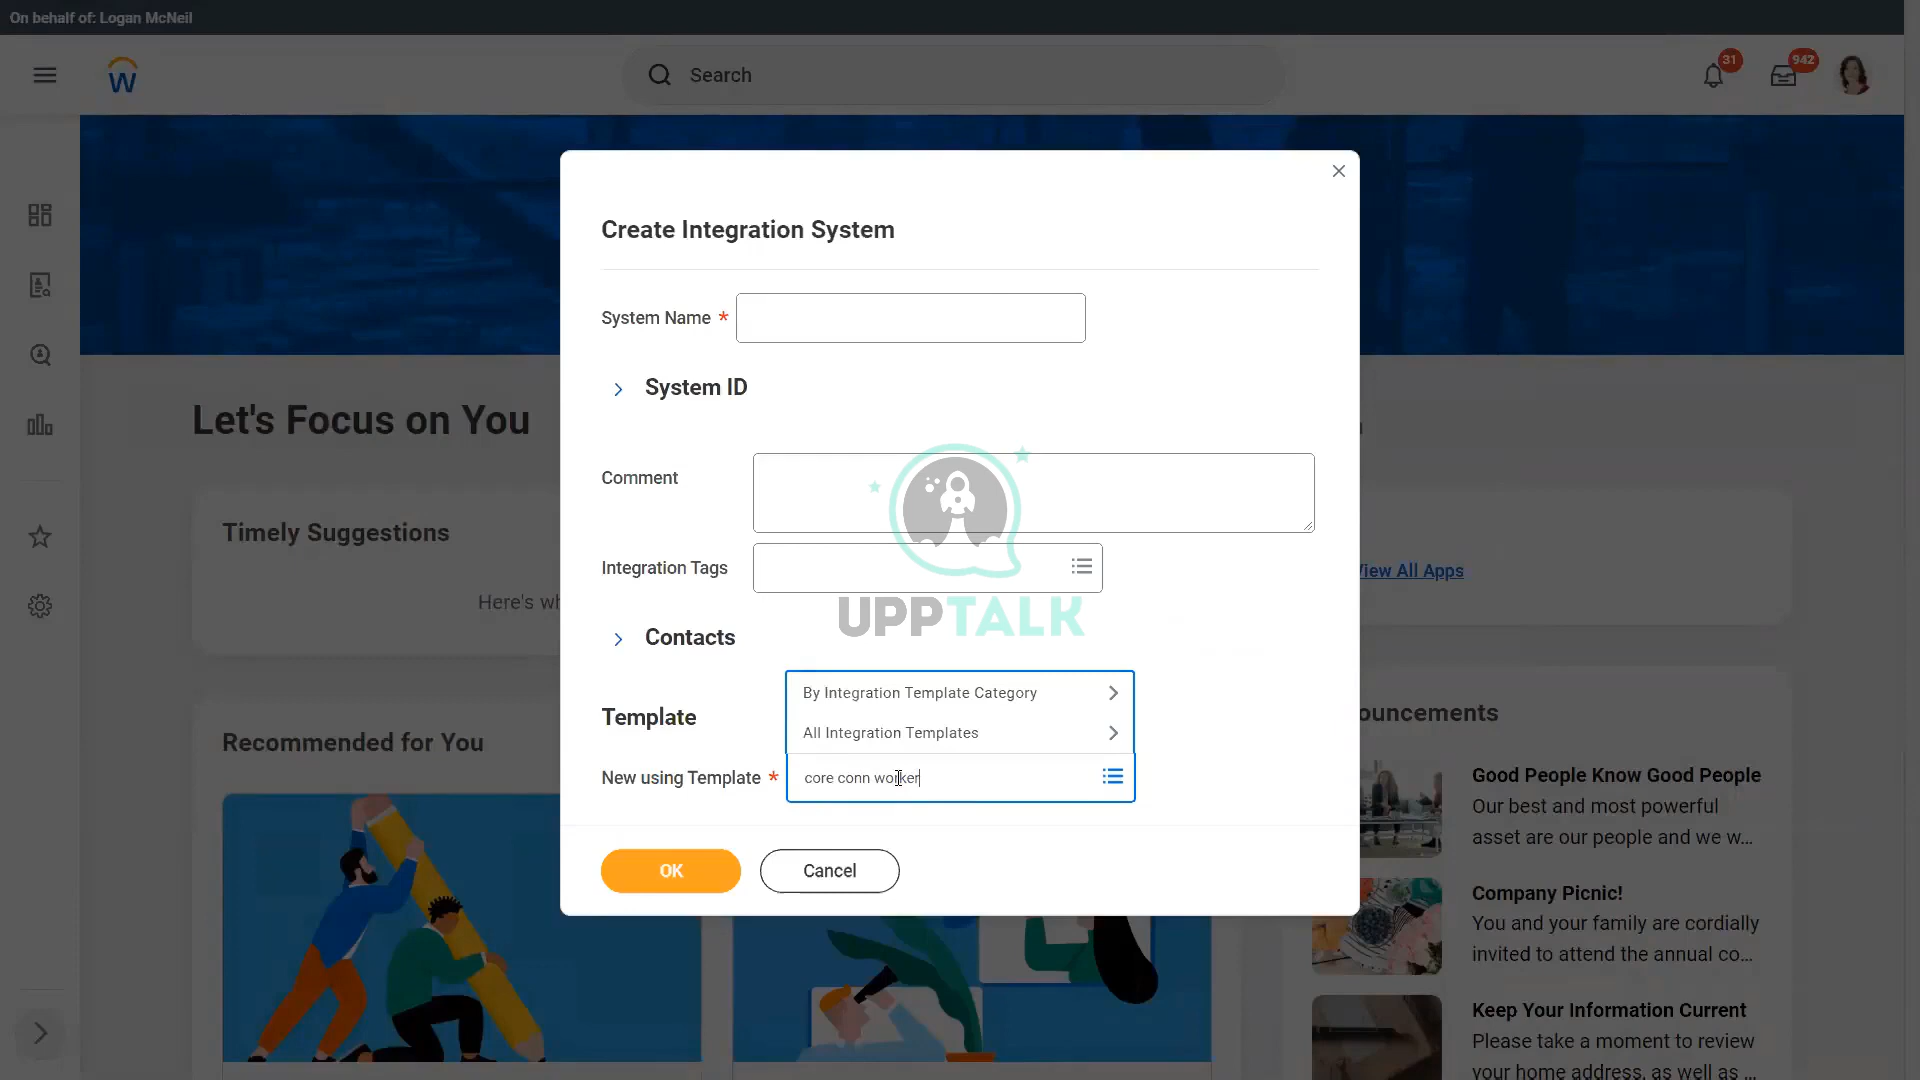 On behalf of: Logan McNeil
W
Search
31
942
Create Integration System
System Name *
System ID
Let's Focus on You
Comment
Timely Suggestions
Integration Tags
View All Apps
Here's wh
UPPTALK
Contacts
By Integration Template Category
Template
ouncements
All Integration Templates
Recommended for You
New using Template *
core conn worker
Good People Know Good People
Our best and most powerful
asset are our people and we w...
OK
Cancel
Company Picnic!
You and your family are cordially
invited to attend the annual co...
Keep Your Information Current
Please take a moment to review
your home address, as well as ...